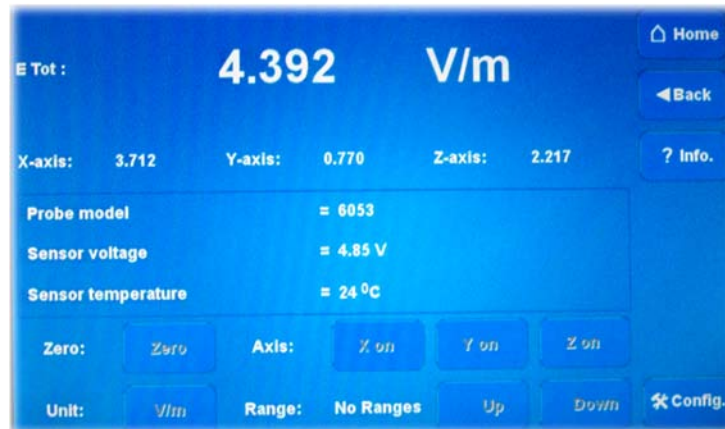 Home
E Tot : 4.392 V/m
Back
X-axis: 3.712 Y-axis: 0.770 Z-axis: 2.217 ? Info.
Probe model = 6053
Sensor voltage = 4.85 V
Sensor temperature = 24 ⁰C
Zero: Zero Axis: X on Y on Z on
Unit: V/m Range: No Ranges Up Down Config.